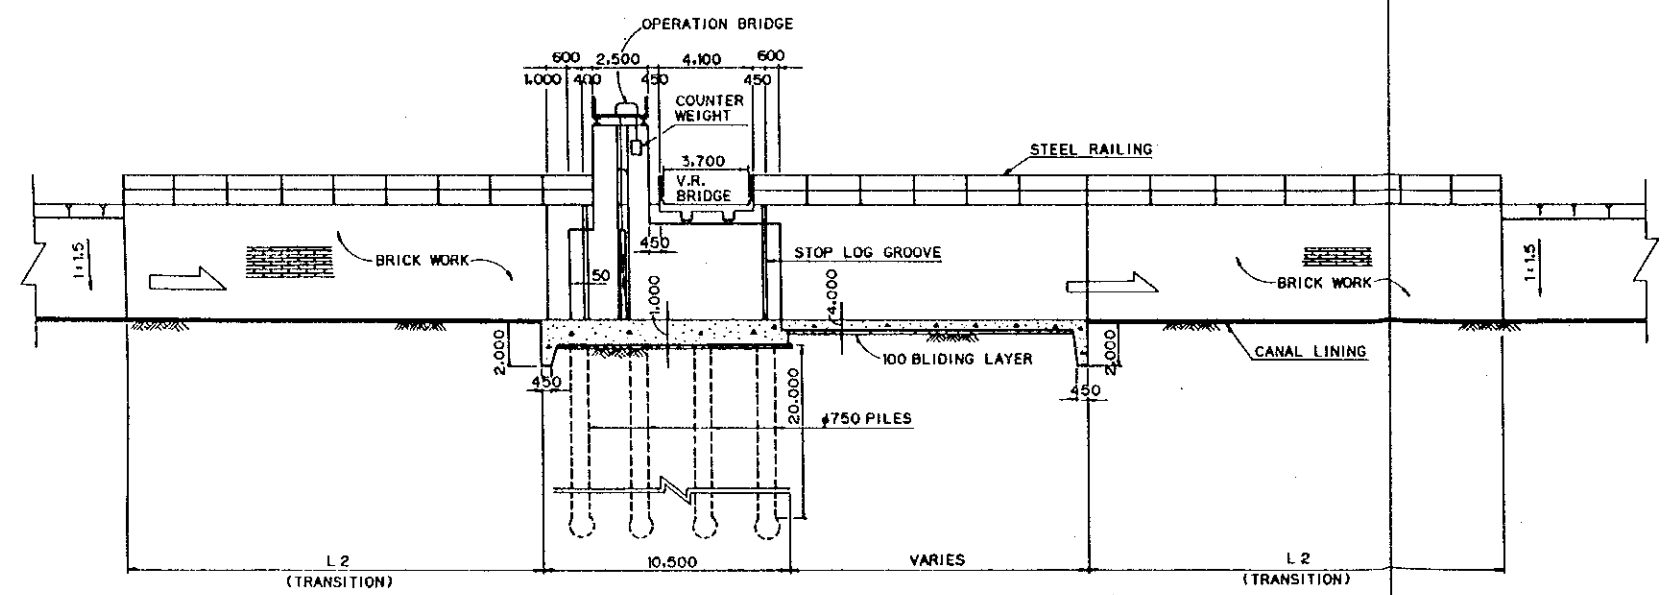 OPERATION BRIDGE
600 2,500 4,100 600
1,000 400 450 450
COUNTER
WEIGHT
STEEL RAILING
3,700
V.R.
BRIDGE
450
STOP LOG GROOVE
1:1.5
BRICK WORK
50
1,000
4,000
BRICK WORK
1:1.5
2,000
450
100 BLIDING LAYER
20,000
2,000
450
CANAL LINING
φ750 PILES
L 2
(TRANSITION)
10,500
VARIES
L 2
(TRANSITION)